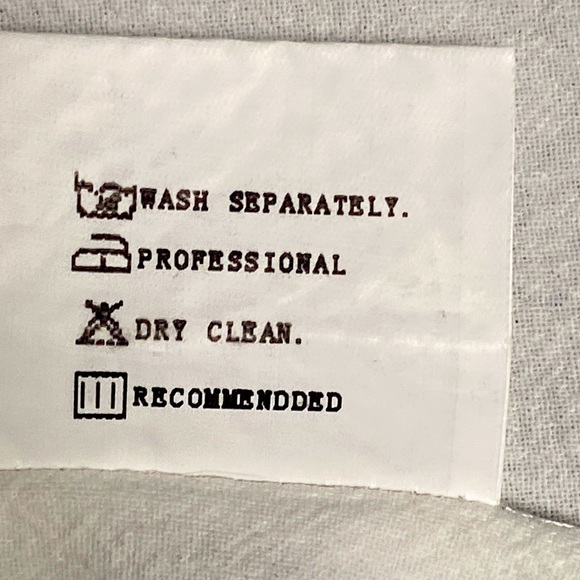 WASH SEPARATELY.
PROFESSIONAL
DRY CLEAN.
RECOMMENDDED